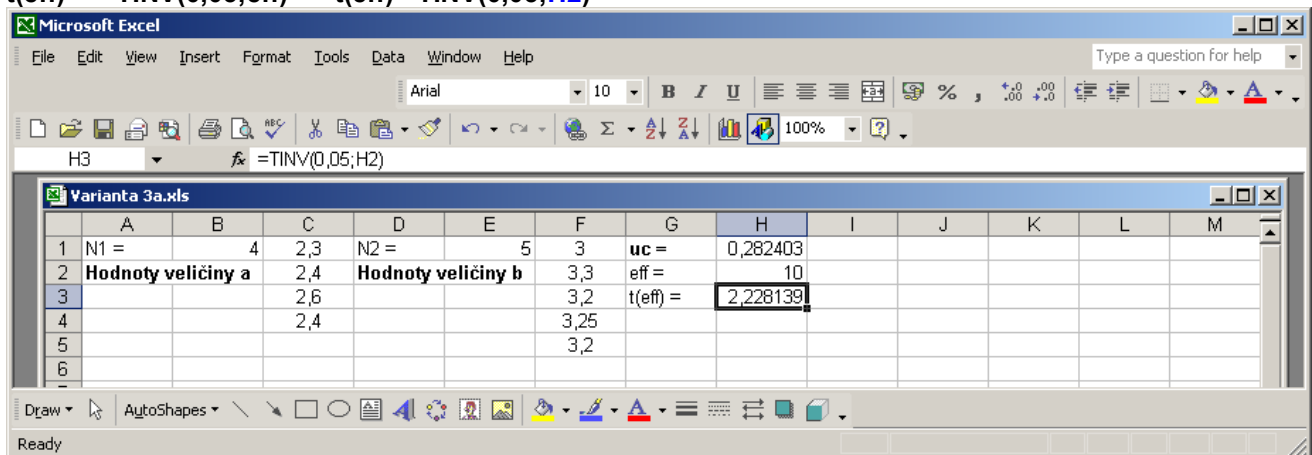 Microsoft Excel
File Edit View Insert Format Tools Data Window Help Type a question for help
Arial 10 B I U % , 
100%
H3 fx =TINV(0,05;H2)
Varianta 3a.xls
A B C D E F G H I J K L M
1 N1 = 4 2,3 N2 = 5 3 uc = 0,282403
2 Hodnoty veličiny a 2,4 Hodnoty veličiny b 3,3 eff = 10
3 2,6 3,2 t(eff) = 2,228139
4 2,4 3,25
5 3,2
6
Draw AutoShapes
Ready